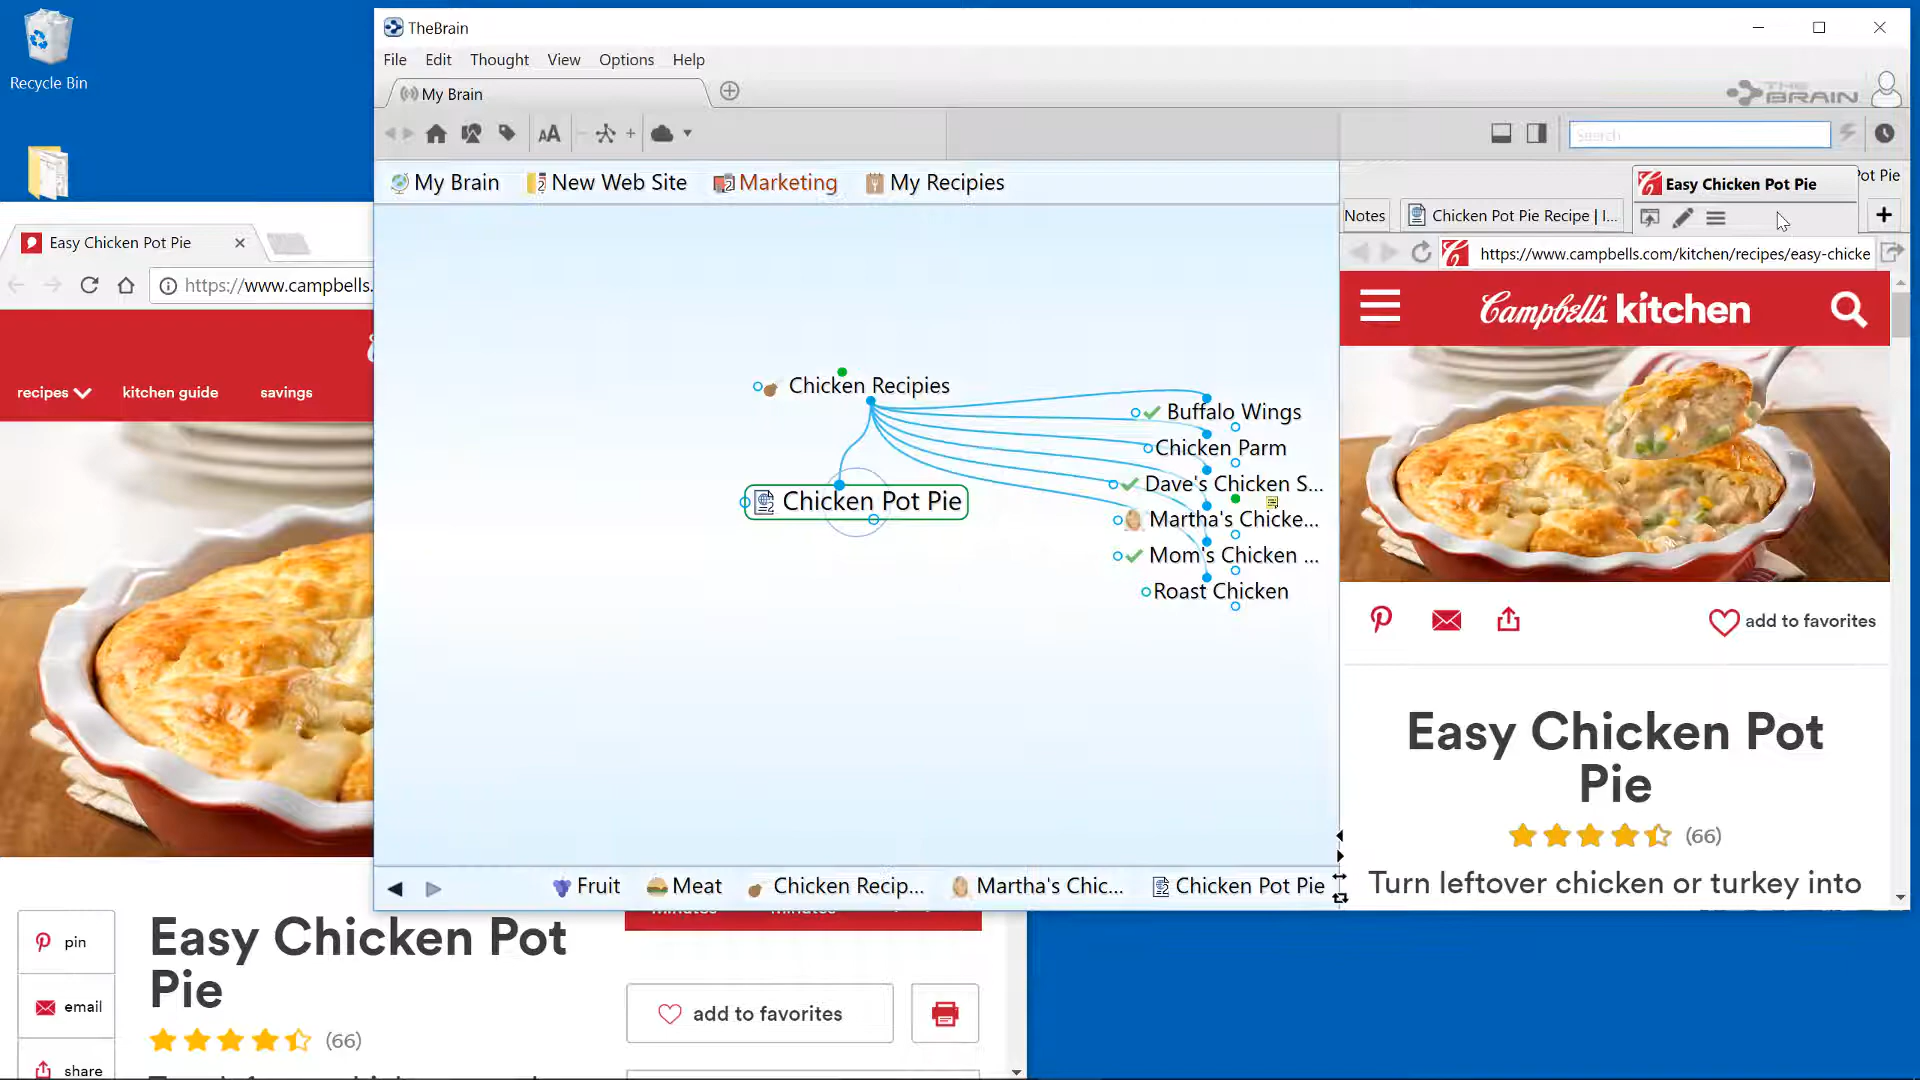 Recycle Bin
TheBrain
File Edit Thought View Options Help
My Brain
THE BRAIN
AA
Search
My Brain New Web Site Marketing My Recipies
Easy Chicken Pot Pie
Pot Pie
Notes
Chicken Pot Pie Recipe | I...
https://www.campbells.com/kitchen/recipes/easy-chicke
Campbell's kitchen
Easy Chicken Pot Pie
https://www.campbells.
recipes kitchen guide savings
Chicken Recipies
Buffalo Wings
Chicken Parm
Dave's Chicken S...
Martha's Chicke...
Mom's Chicken ...
Roast Chicken
Chicken Pot Pie
add to favorites
Easy Chicken Pot
Pie
(66)
Turn leftover chicken or turkey into
Fruit Meat Chicken Recip... Martha's Chic... Chicken Pot Pie
pin
email
share
Easy Chicken Pot
Pie
(66)
add to favorites